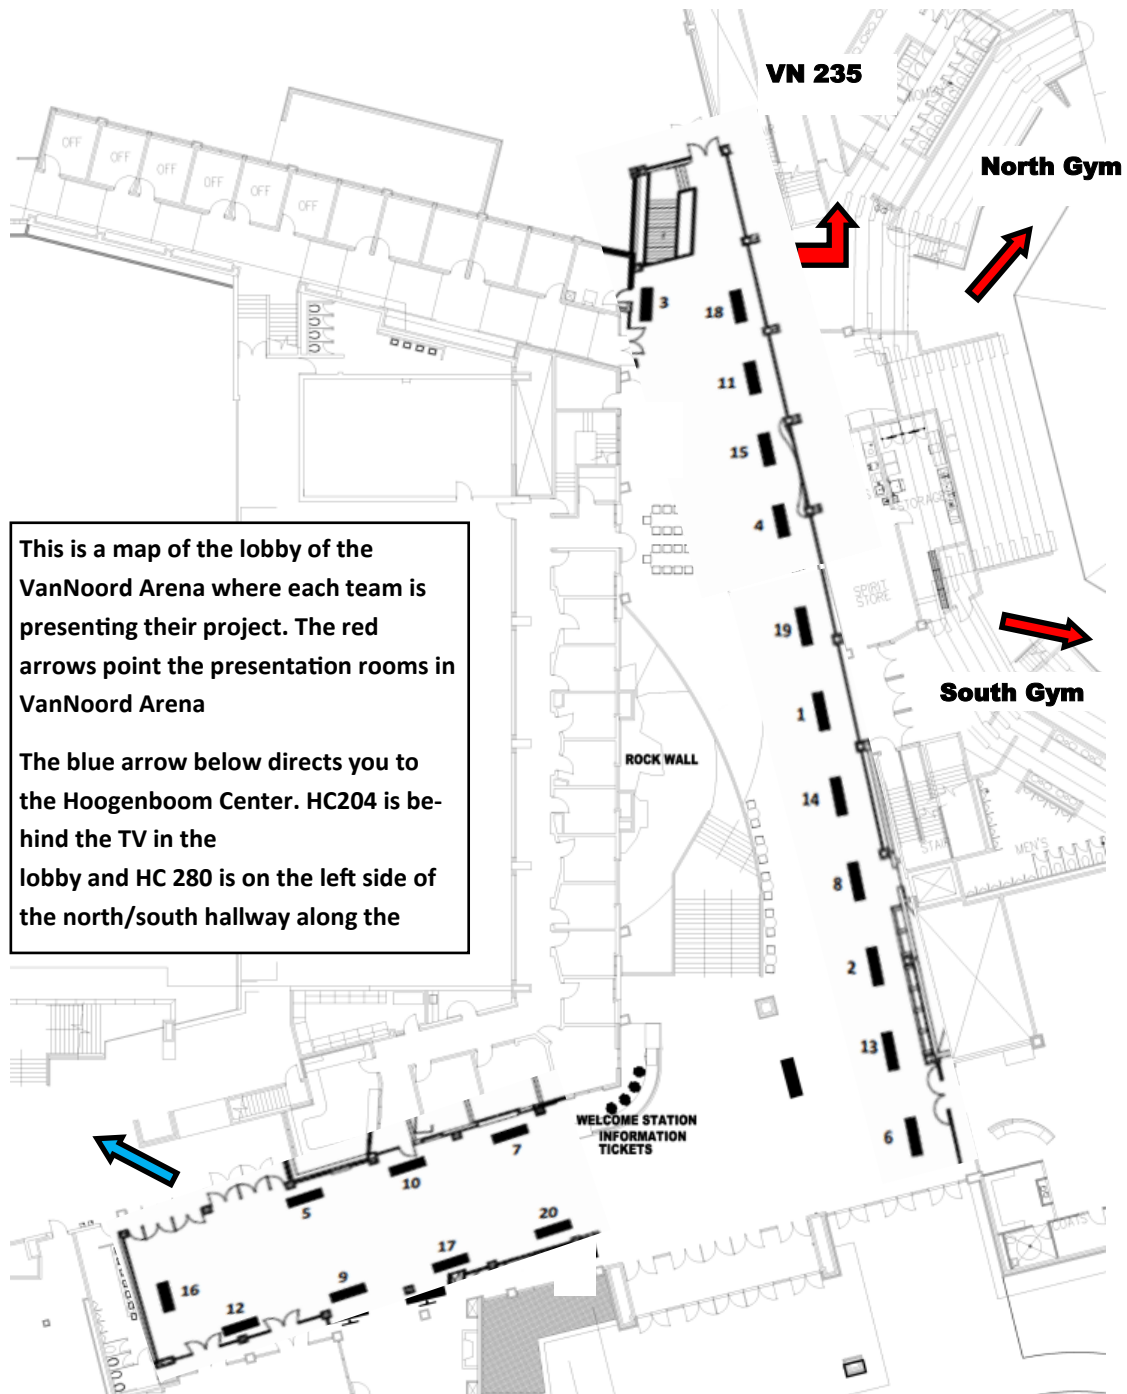 VN 235
WOMEN
North Gym
OFF
OFF
OFF
OFF
OFF
OFF
3
18
11
15
4
STORAGE
SPIRIT
STORE
This is a map of the lobby of the
VanNoord Arena where each team is
presenting their project. The red
arrows point the presentation rooms in
VanNoord Arena
The blue arrow below directs you to
the Hoogenboom Center. HC204 is be-
hind the TV in the
lobby and HC 280 is on the left side of
the north/south hallway along the
19
South Gym
1
ROCK WALL
14
STAIR
MEN'S
8
2
13
WELCOME STATION
INFORMATION
TICKETS
6
7
10
5
20
17
16
9
12
COATS